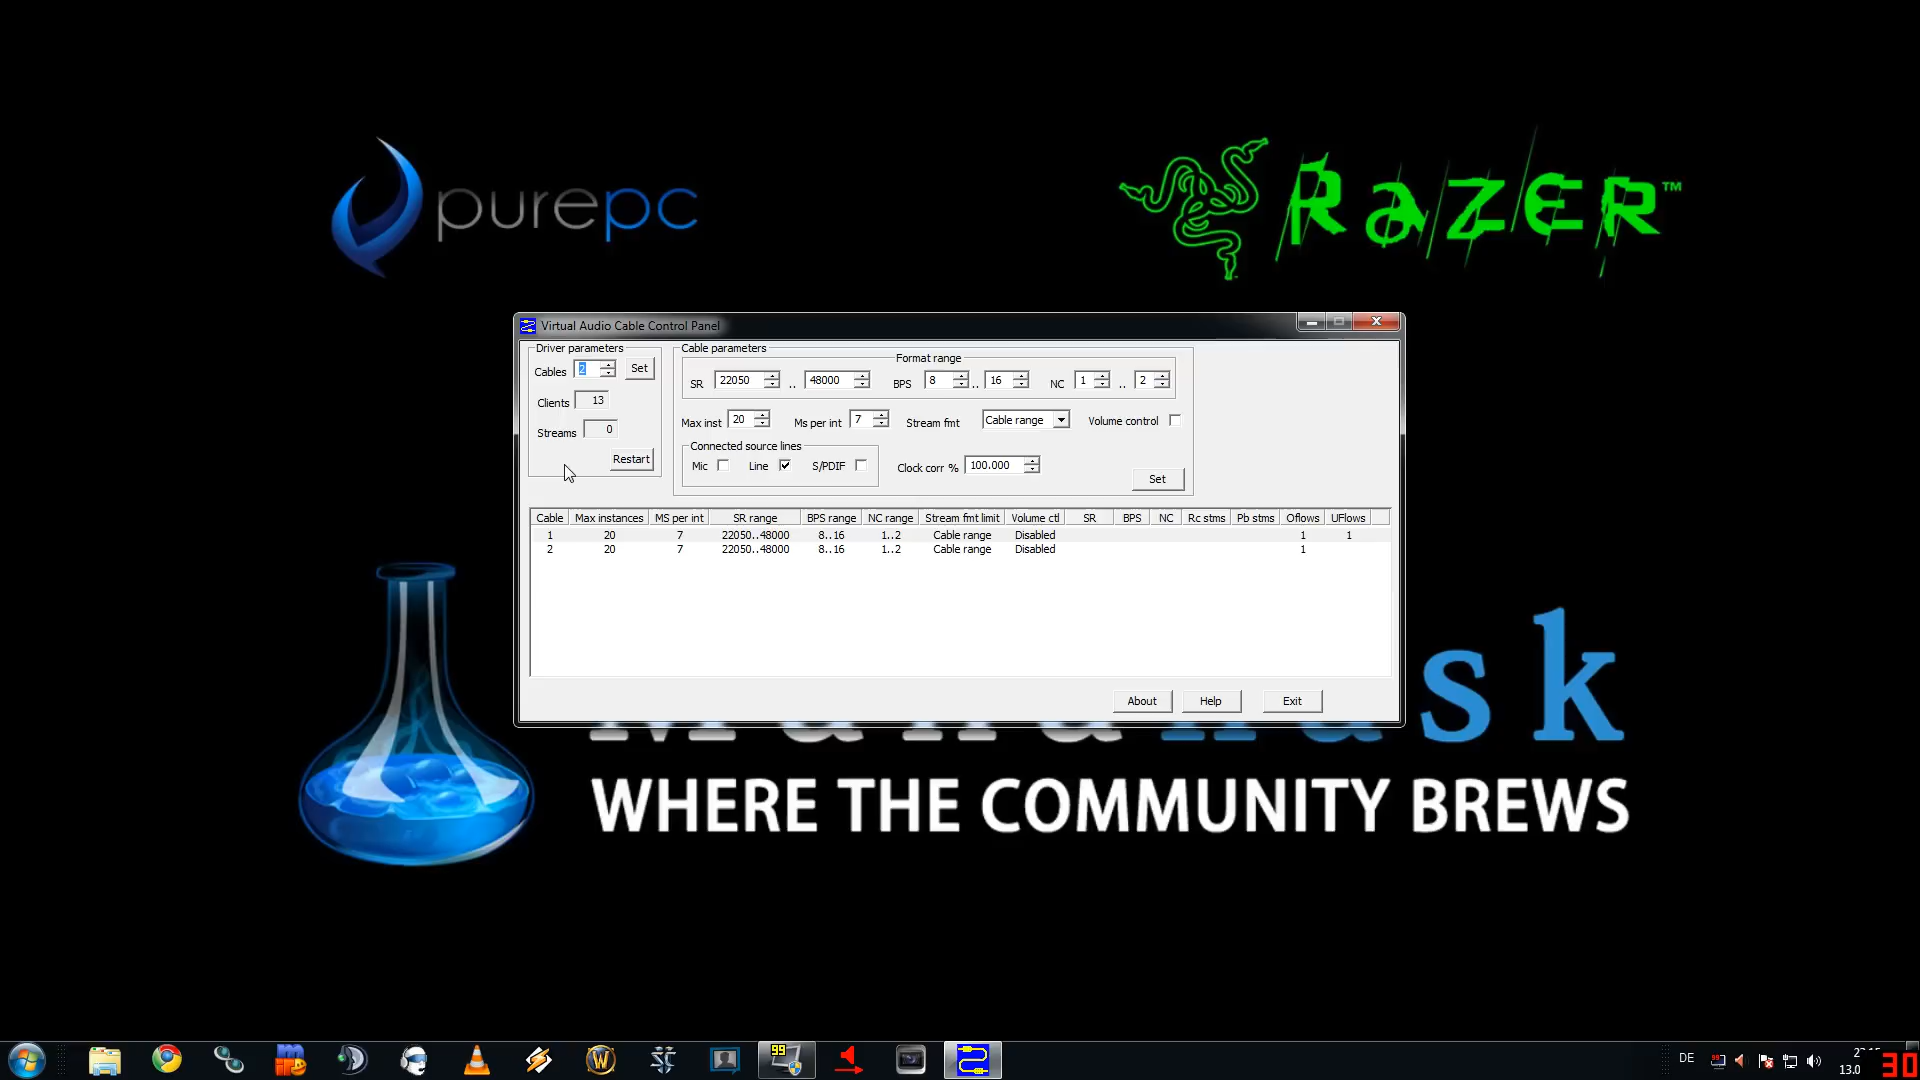 purepc
RAZER™
Virtual Audio Cable Control Panel
Driver parameters
Cables 2 Set
Clients 13
Streams 0
Restart
Cable parameters
Format range
SR 22050 .. 48000 BPS 8 .. 16 NC 1 .. 2
Max inst 20 Ms per int 7 Stream fmt Cable range Volume control
Connected source lines
Mic Line S/PDIF Clock corr % 100.000
Set
Cable Max instances MS per int SR range BPS range NC range Stream fmt limit Volume ctl SR BPS NC Rc stms Pb stms Oflows UFlows
1 20 7 22050..48000 8..16 1..2 Cable range Disabled 1 1
2 20 7 22050..48000 8..16 1..2 Cable range Disabled 1
About Help Exit
sk
WHERE THE COMMUNITY BREWS
99
DE
13.0
30